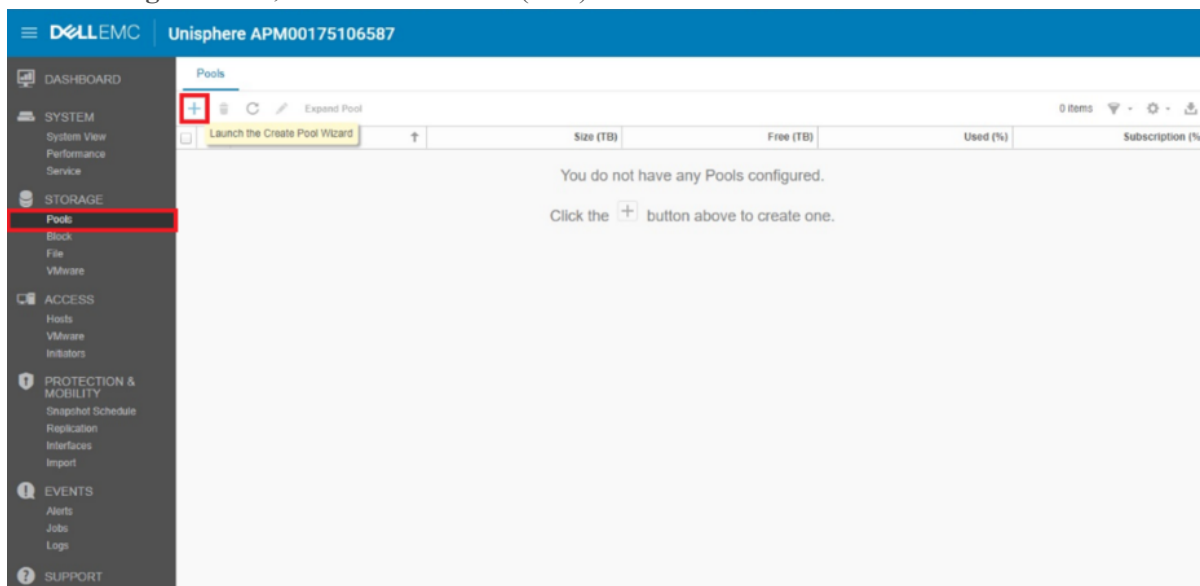 DELLEMC
Unisphere APM00175106587
DASHBOARD
SYSTEM
System View
Performance
Service
STORAGE
Pools
Block
File
VMware
ACCESS
Hosts
VMware
Initiators
PROTECTION &
MOBILITY
Snapshot Schedule
Replication
Interfaces
Import
EVENTS
Alerts
Jobs
Logs
SUPPORT
Pools
Expand Pool
0 items
Launch the Create Pool Wizard
Size (TB) Free (TB) Used (%) Subscription (%
You do not have any Pools configured.
Click the + button above to create one.